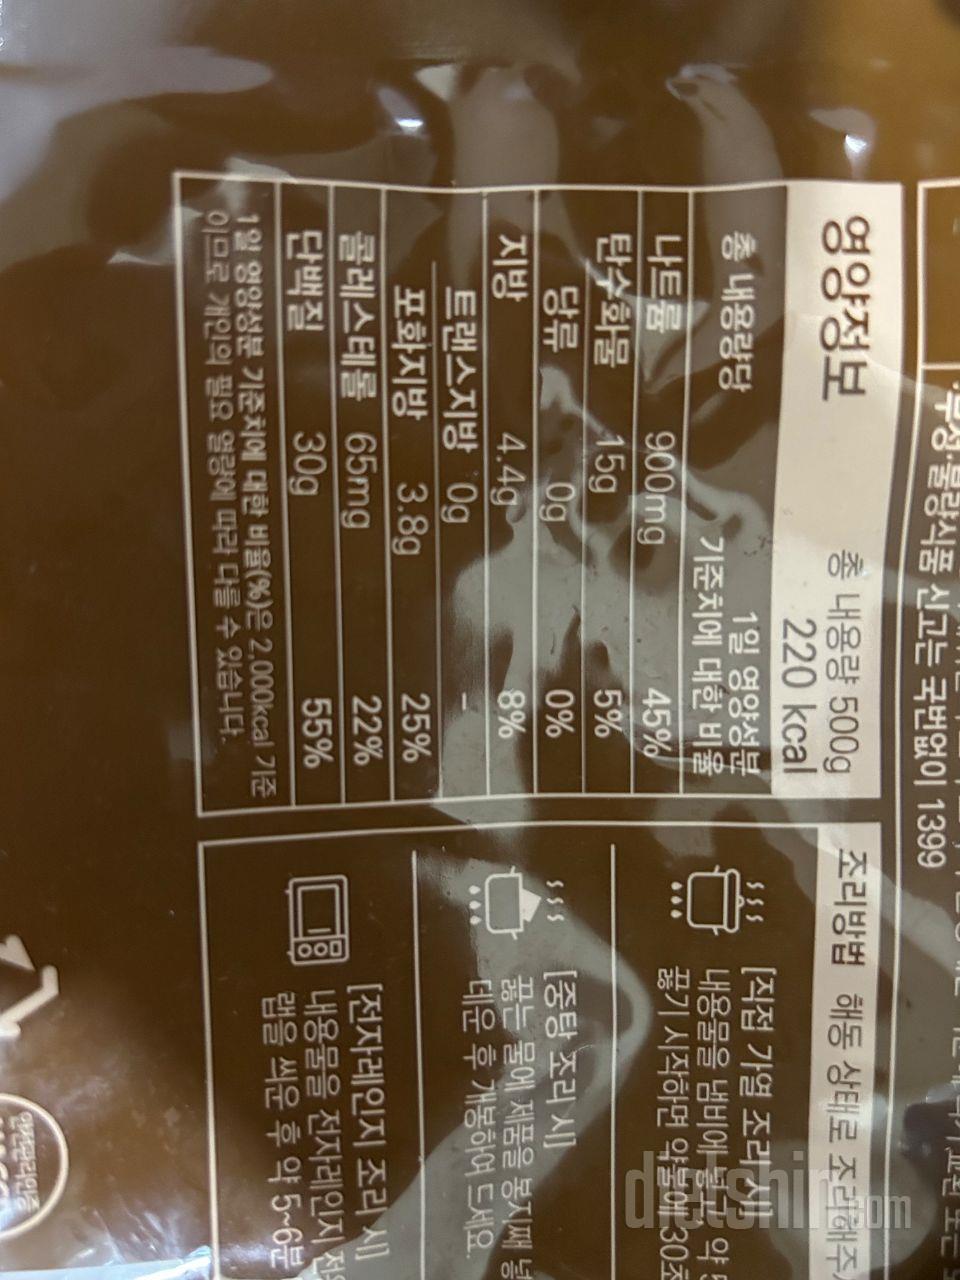 부정·불량식품 신고는 국번없이 1399
영양정보
총 내용량 500g
220 kcal
총 내용량당
1일 영양성분
기준치에 대한 비율
나트륨 900mg 45%
탄수화물 15g 5%
당류 0g 0%
지방 4.4g 8%
트랜스지방 0g -
포화지방 3.8g 25%
콜레스테롤 65mg 22%
단백질 30g 55%
1일 영양성분 기준치에 대한 비율(%)은 2,000kcal 기준
이므로 개인의 필요 열량에 따라 다를 수 있습니다.
조리방법 해동 상태로 조리해주
[직접 가열 조리 시]
내용물을 냄비에 넣고 약
끓기 시작하면 약불에 30초
[중탕 조리 시]
끓는 물에 제품을 봉지째 넣
데운 후 개봉하여 드세요.
[전자레인지 조리 시]
내용물을 전자레인지 전
랩을 씌운 후 약 5~6분
안전관리인증
dietshin.com